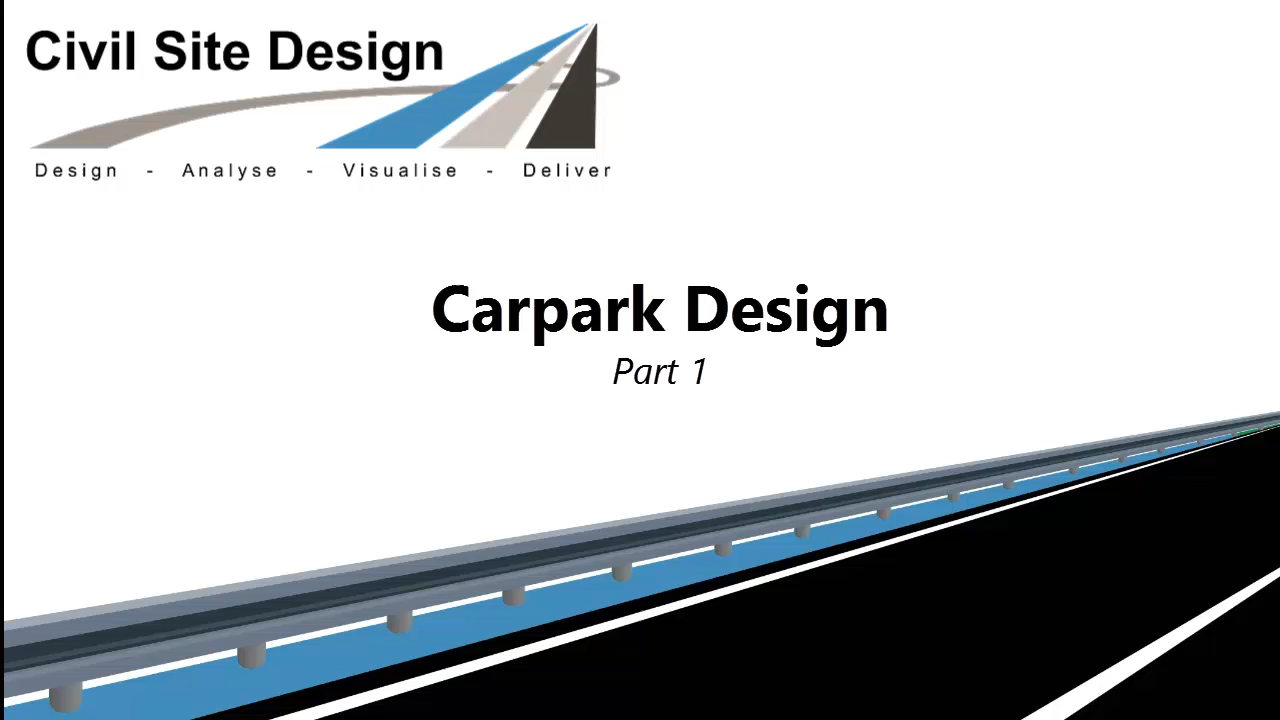 Civil Site Design
Design - Analyse - Visualise - Deliver
Carpark Design
Part 1